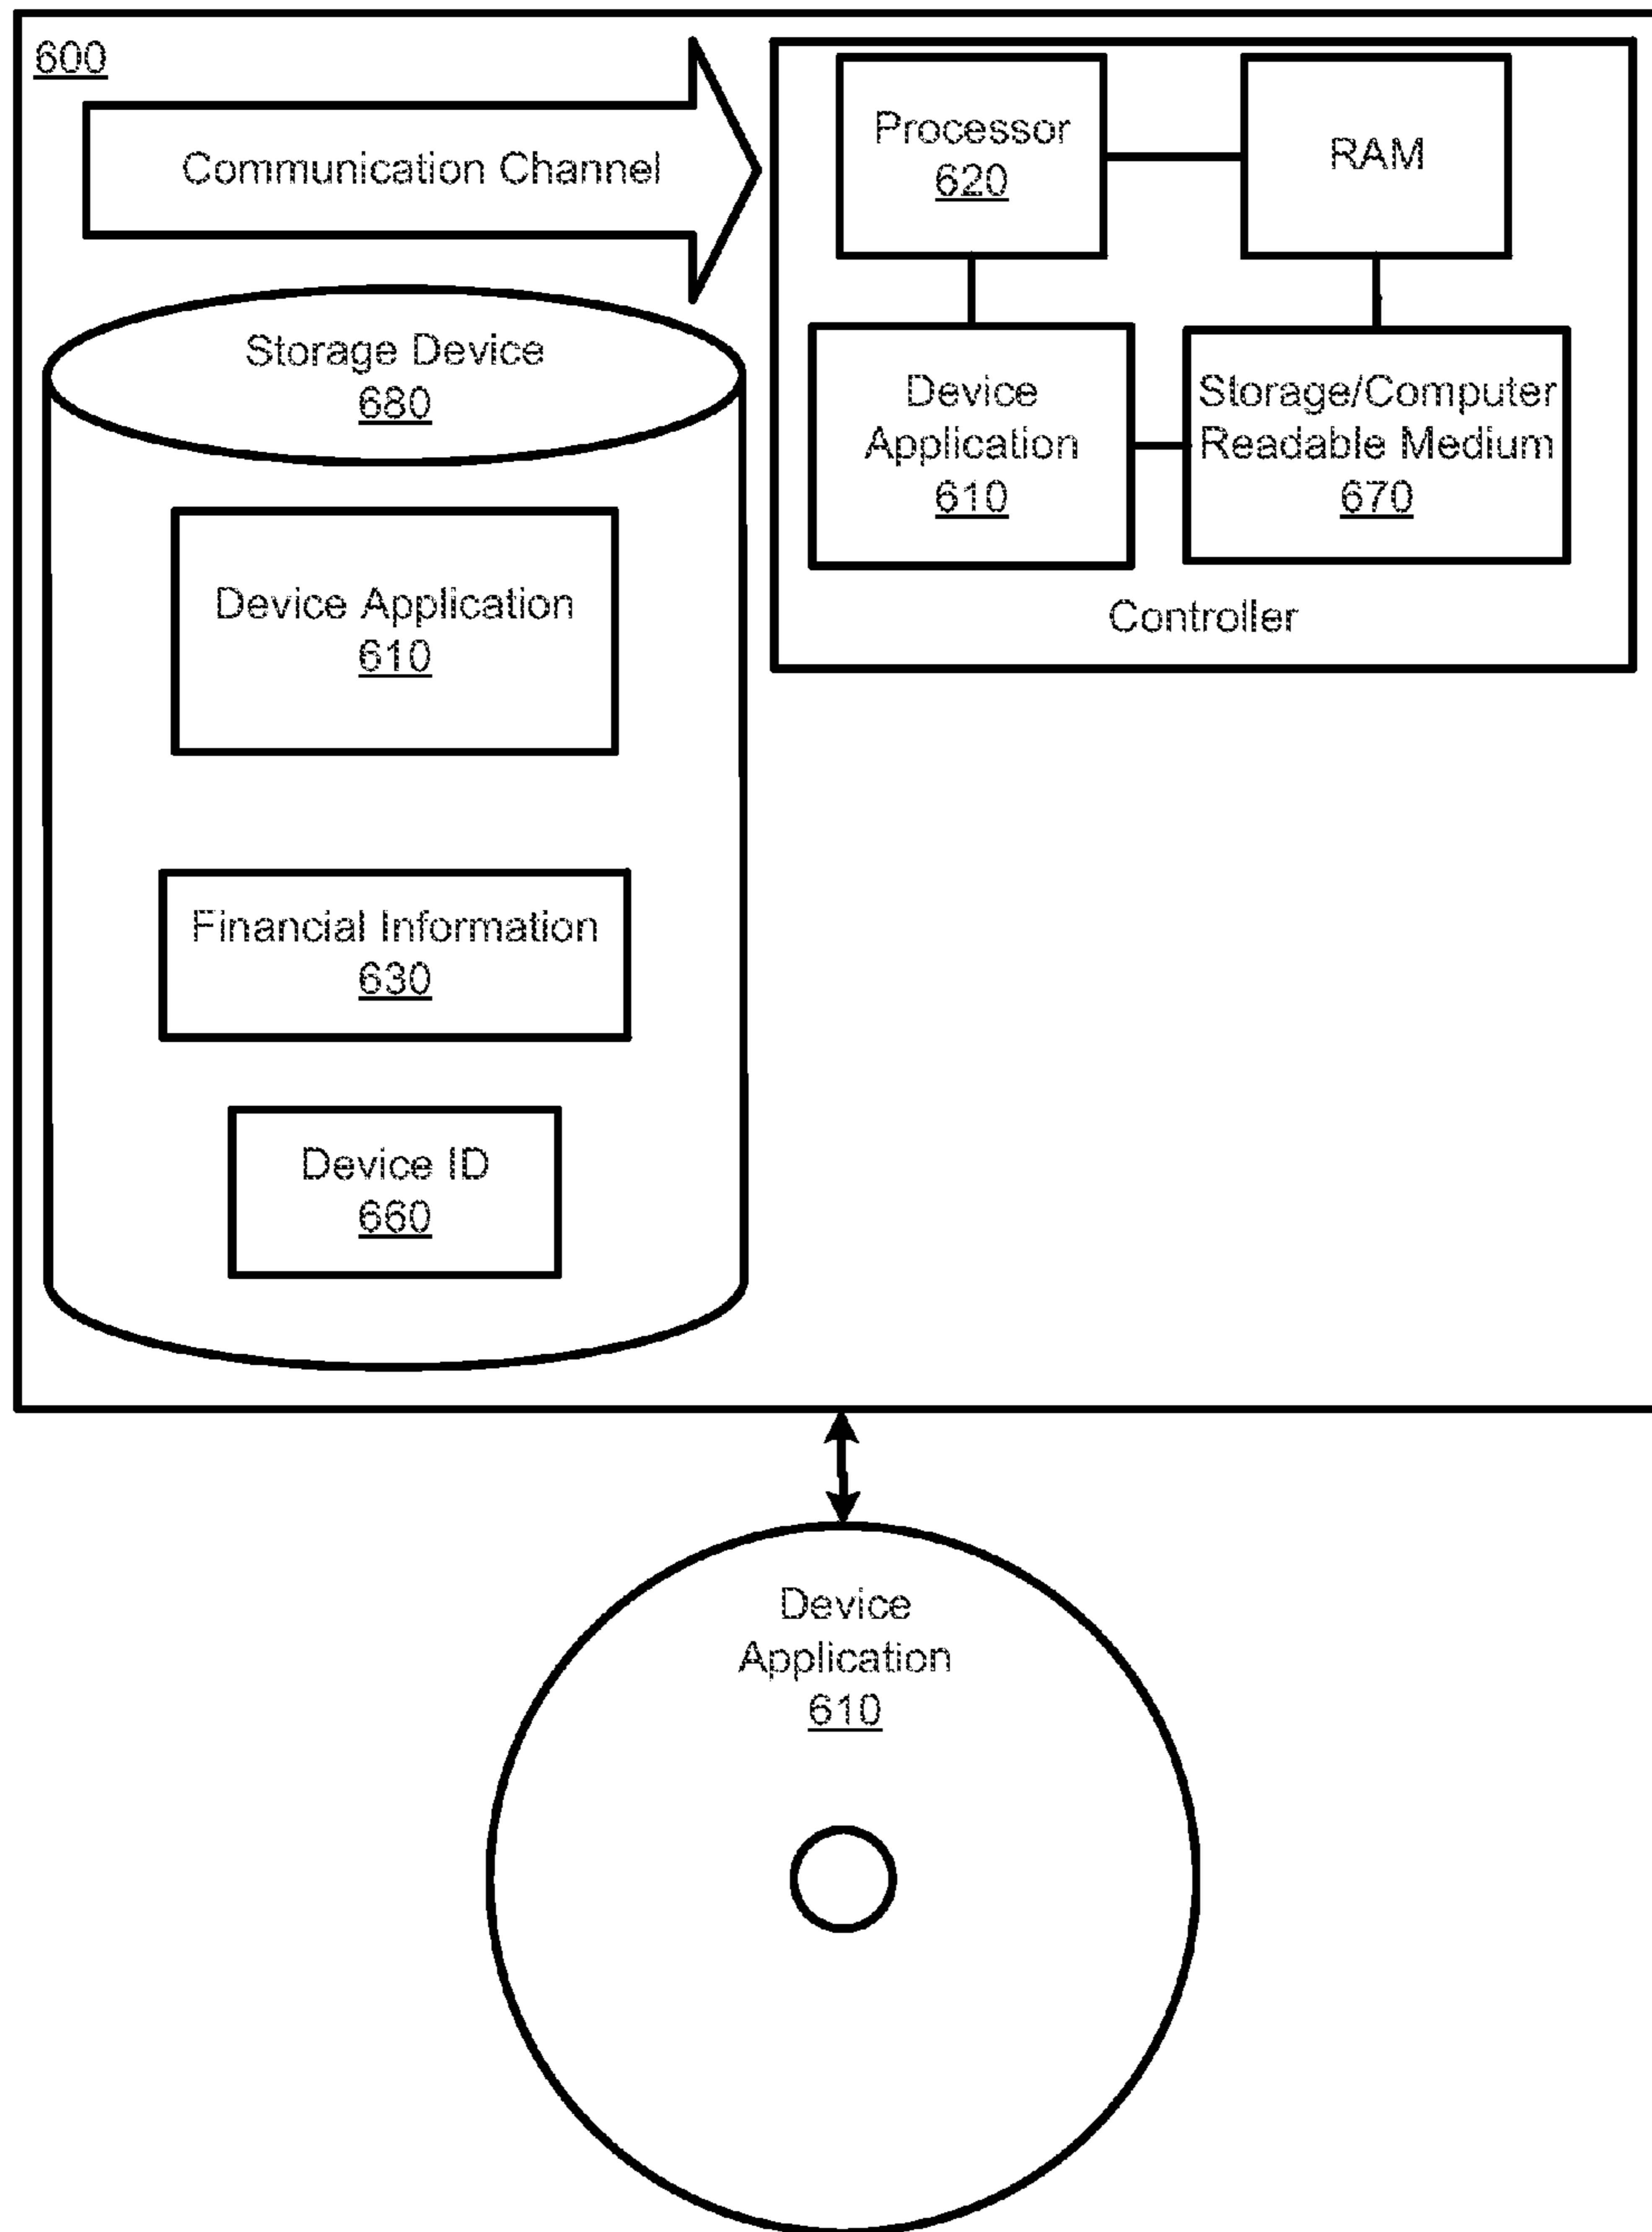 600
Communication Channel
Processor
620
RAM
Storage Device
680
Device
Application
610
Storage/Computer
Readable Medium
670
Controller
Device Application
610
Financial Information
630
Device ID
660
Device
Application
610